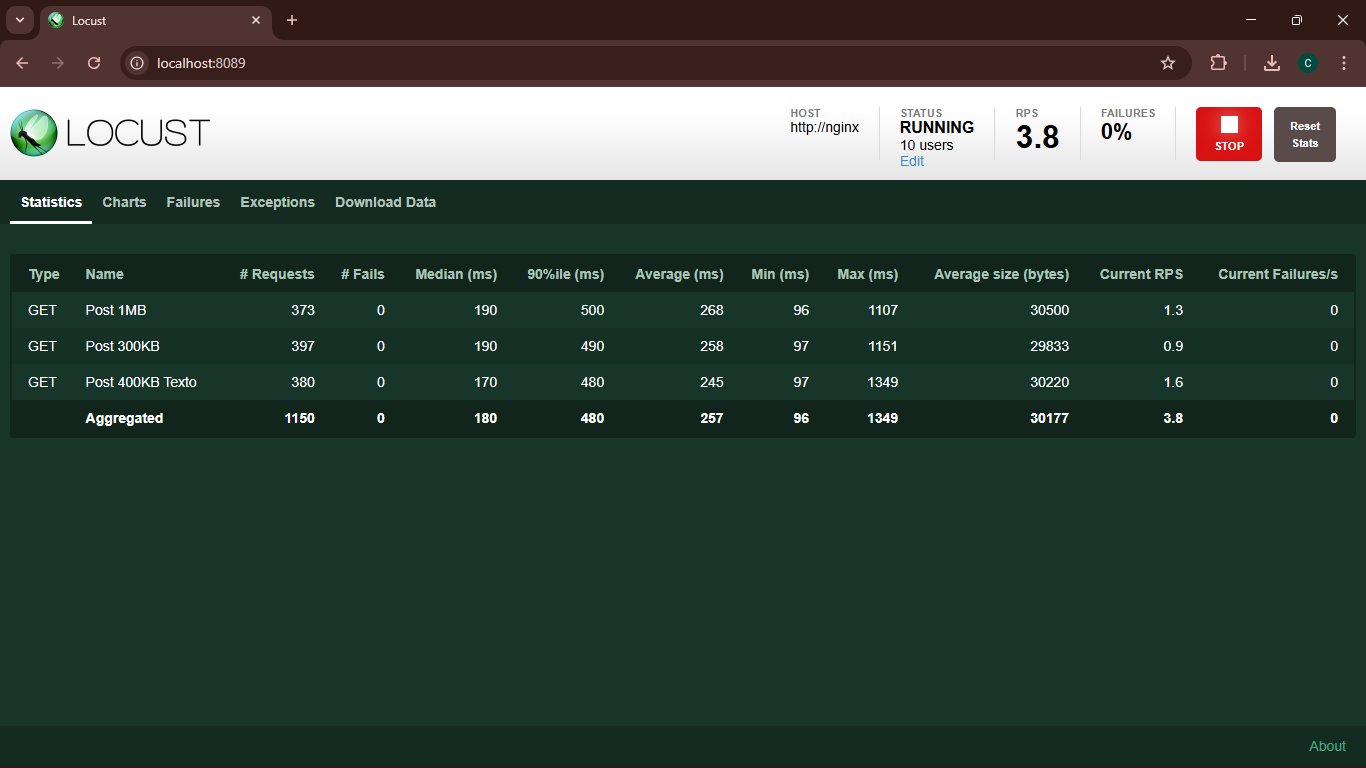 Locust
localhost:8089
C
LOCUST
HOST
http://nginx
STATUS
RUNNING
10 users
Edit
RPS
3.8
FAILURES
0%
STOP
Reset
Stats
Statistics Charts Failures Exceptions Download Data
Type Name # Requests # Fails Median (ms) 90%ile (ms) Average (ms) Min (ms) Max (ms) Average size (bytes) Current RPS Current Failures/s
GET Post 1MB 373 0 190 500 268 96 1107 30500 1.3 0
GET Post 300KB 397 0 190 490 258 97 1151 29833 0.9 0
GET Post 400KB Texto 380 0 170 480 245 97 1349 30220 1.6 0
Aggregated 1150 0 180 480 257 96 1349 30177 3.8 0
About